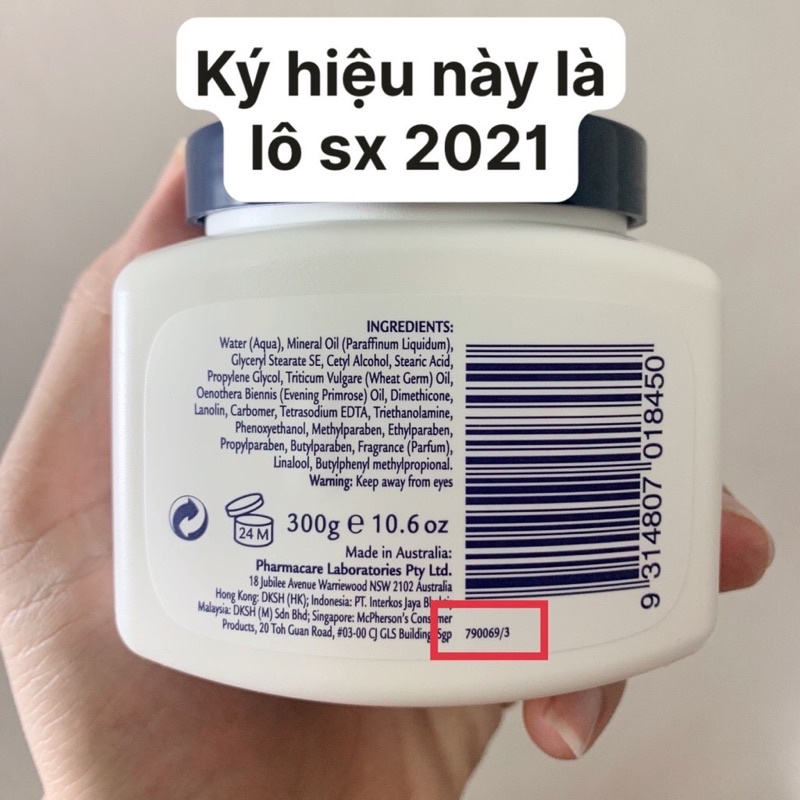 Ký hiệu này là
lô sx 2021
INGREDIENTS:
Water (Aqua), Mineral Oil (Paraffinum Liquidum),
Glyceryl Stearate SE, Cetyl Alcohol, Stearic Acid,
Propylene Glycol, Triticum Vulgare (Wheat Germ) Oil,
Oenothera Biennis (Evening Primrose) Oil, Dimethicone,
Lanolin, Carbomer, Tetrasodium EDTA, Triethanolamine,
Phenoxyethanol, Methylparaben, Ethylparaben,
Propylparaben, Butylparaben, Fragrance (Parfum),
Linalool, Butylphenyl methylpropional.
Warning: Keep away from eyes
24 M
300g e 10.6 oz
Made in Australia:
Pharmacare Laboratories Pty Ltd.
18 Jubilee Avenue Warriewood NSW 2102 Australia
Hong Kong: DKSH (HK); Indonesia: PT. Interkos Jaya
Malaysia: DKSH (M) Sdn Bhd; Singapore: McPherson's Consumer
Products, 20 Toh Guan Road, #03-00 CJ GLS Building, Sgp
790069/3
9 314807 018450